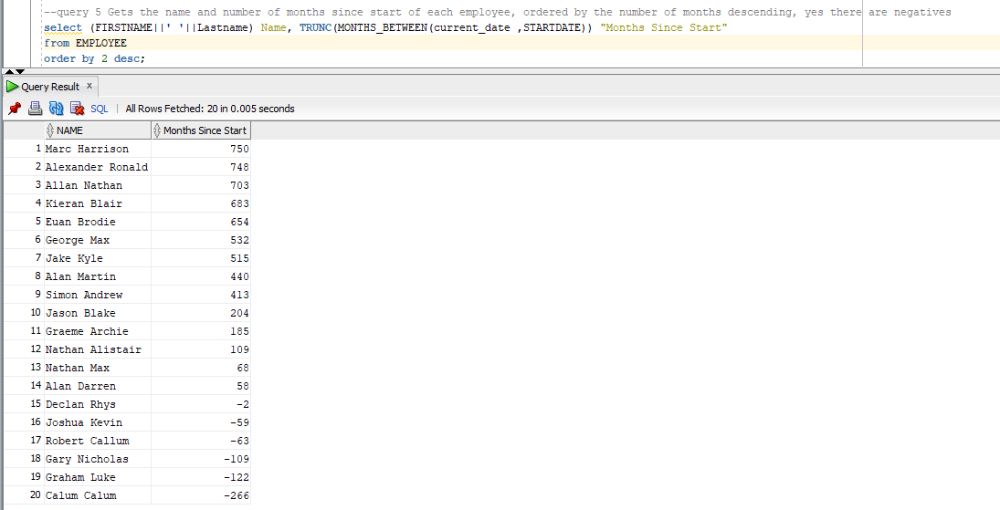 --query 5 Gets the name and number of months since start of each employee, ordered by the number of months descending, yes there are negatives
select (FIRSTNAME||' '||Lastname) Name, TRUNC(MONTHS_BETWEEN(current_date ,STARTDATE)) "Months Since Start"
from EMPLOYEE
order by 2 desc;
Query Result x
SQL | All Rows Fetched: 20 in 0.005 seconds
NAME Months Since Start
1 Marc Harrison 750
2 Alexander Ronald 748
3 Allan Nathan 703
4 Kieran Blair 683
5 Euan Brodie 654
6 George Max 532
7 Jake Kyle 515
8 Alan Martin 440
9 Simon Andrew 413
10 Jason Blake 204
11 Graeme Archie 185
12 Nathan Alistair 109
13 Nathan Max 68
14 Alan Darren 58
15 Declan Rhys -2
16 Joshua Kevin -59
17 Robert Callum -63
18 Gary Nicholas -109
19 Graham Luke -122
20 Calum Calum -266